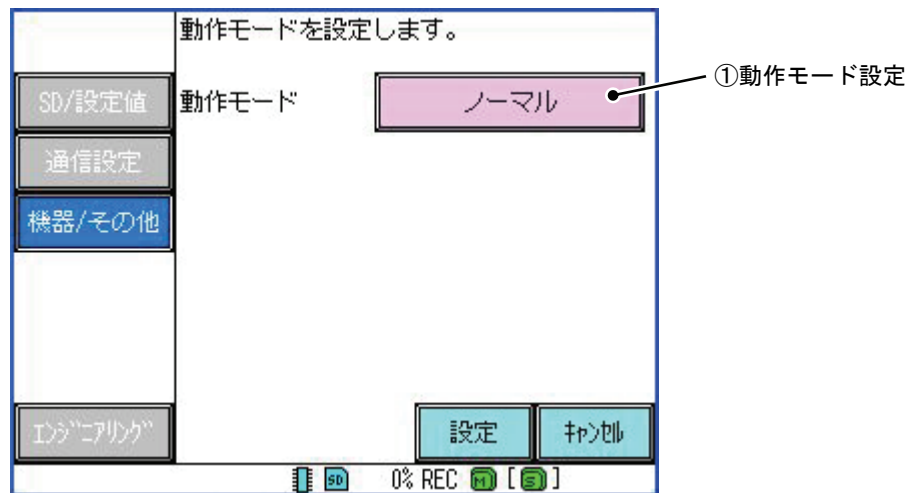 動作モードを設定します。
SD/設定値
動作モード
ノーマル
①動作モード設定
通信設定
機器/その他
エンジニアリング
設定
キャンセル
SD 0% REC M [S]